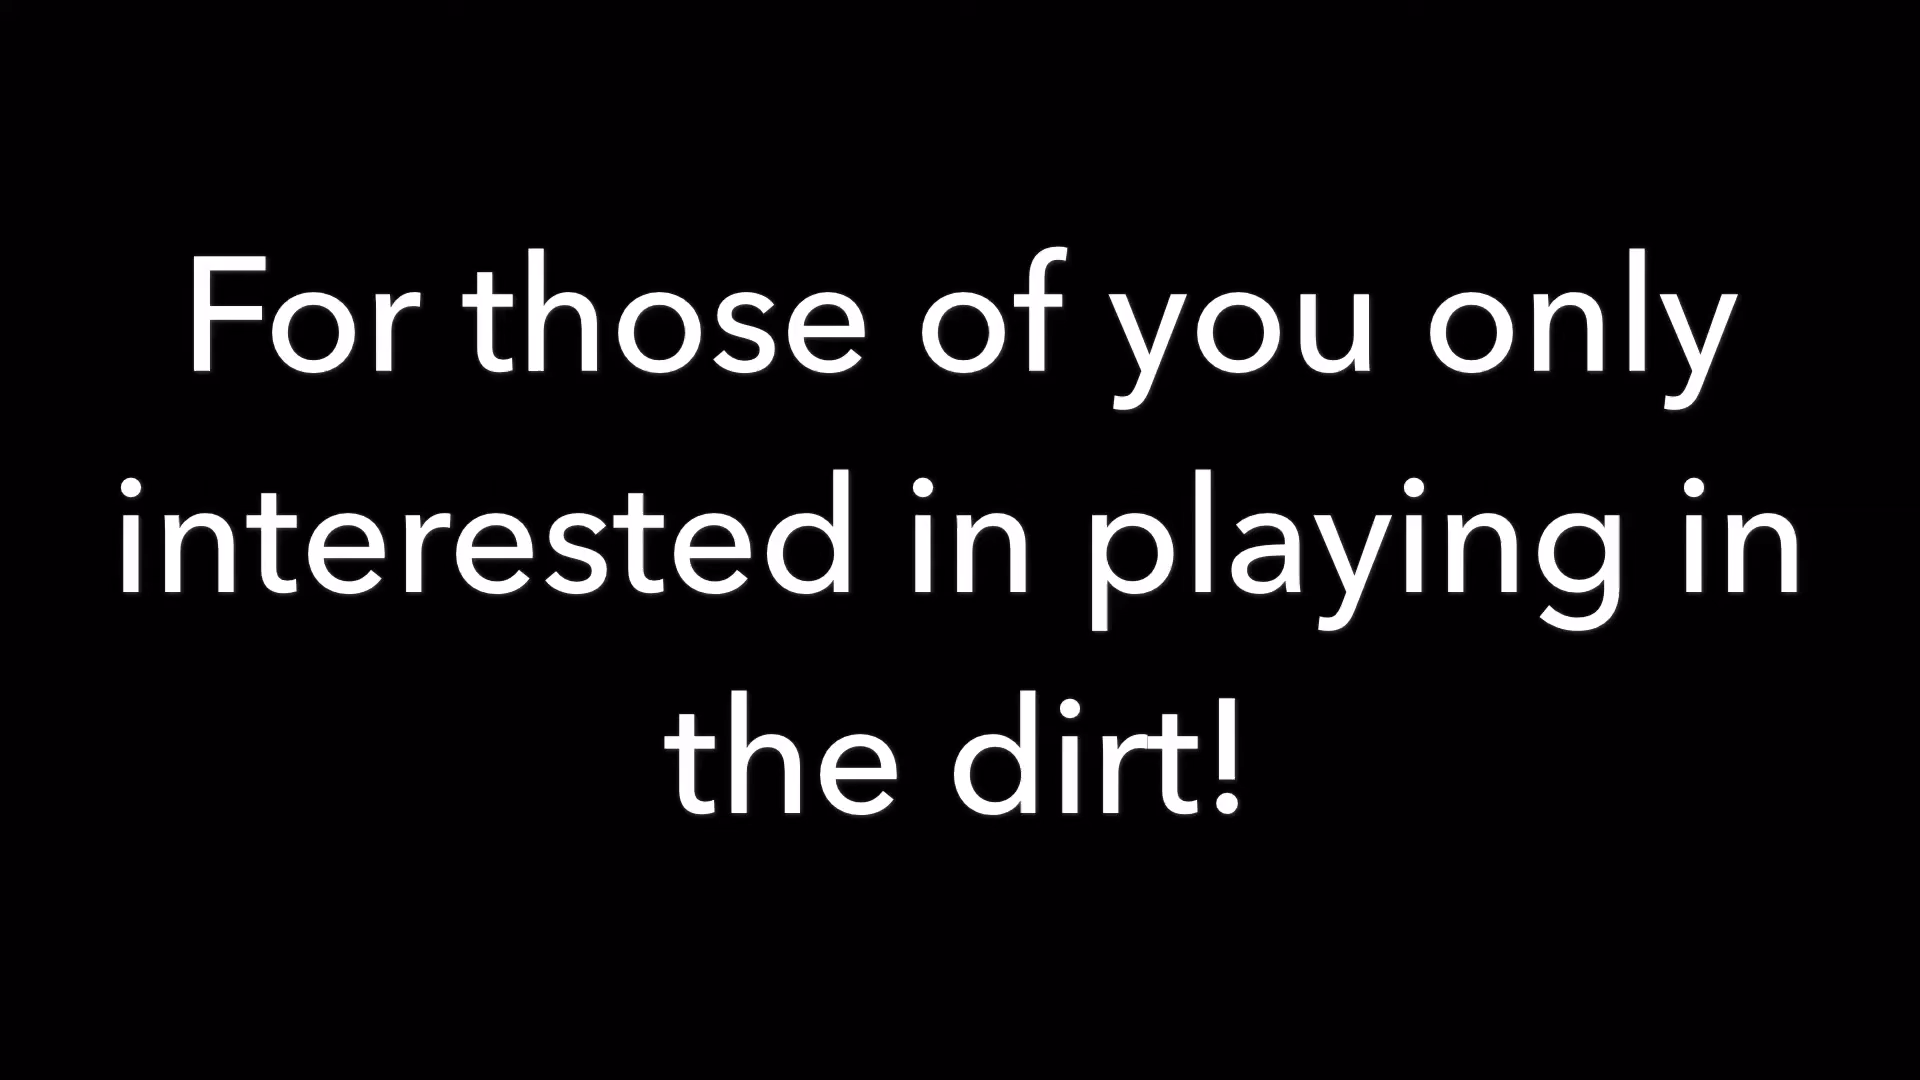 For those of you only
interested in playing in
the dirt!